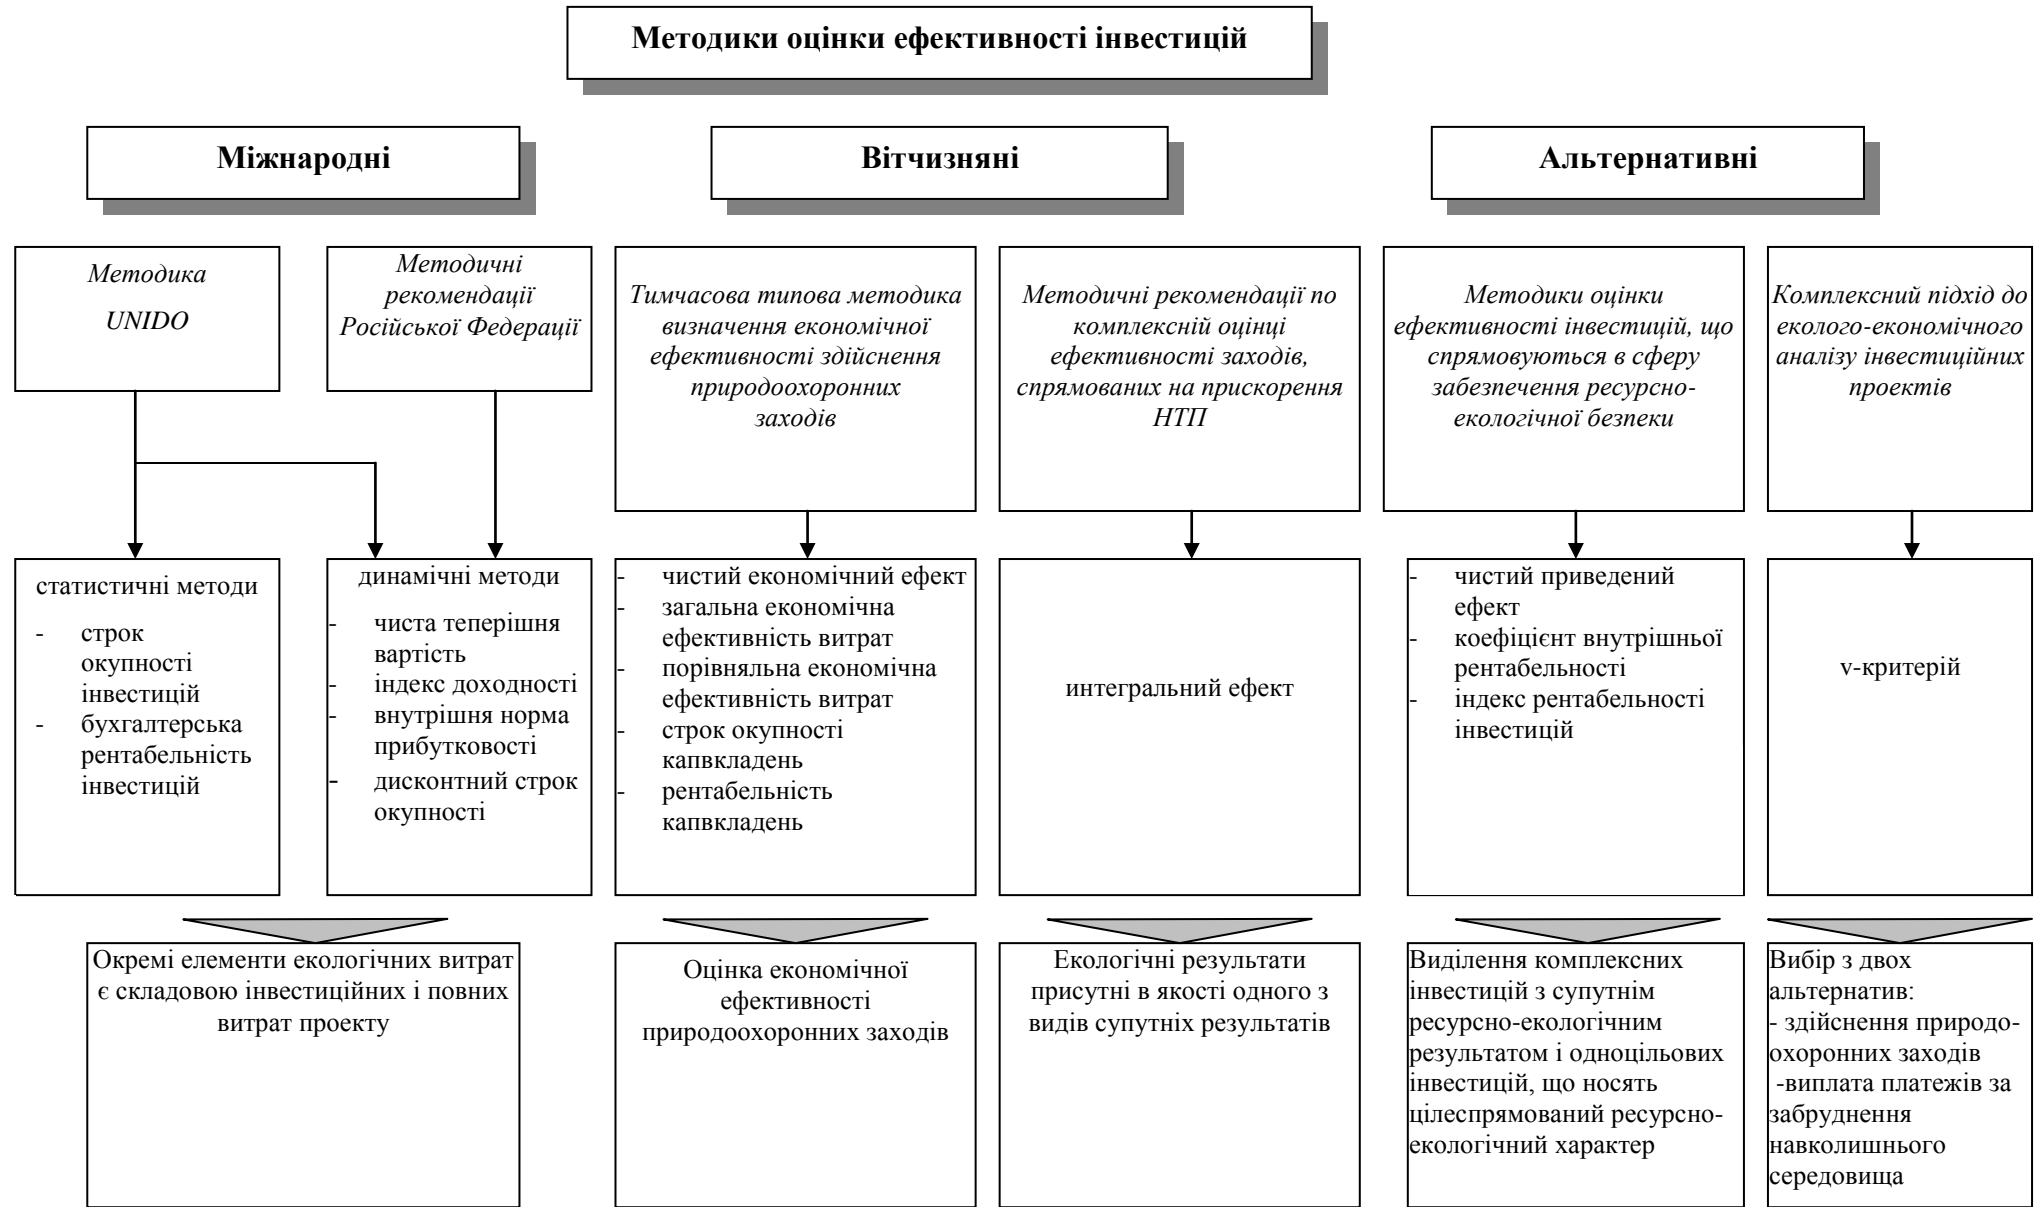 Методики оцінки ефективності інвестицій
Міжнародні
Вітчизняні
Альтернативні
Методика
UNIDO
Методичні
рекомендації
Російської Федерації
Тимчасова типова методика
визначення економічної
ефективності здійснення
природоохоронних
заходів
Методичні рекомендації по
комплексній оцінці
ефективності заходів,
спрямованих на прискорення
НТП
Методики оцінки
ефективності інвестицій, що
спрямовуються в сферу
забезпечення ресурсно-
екологічної безпеки
Комплексний підхід до
еколого-економічного
аналізу інвестиційних
проектів
статистичні методи
- строк
окупності
інвестицій
- бухгалтерська
рентабельність
інвестицій
динамічні методи
- чиста теперішня
вартість
- індекс доходності
- внутрішня норма
прибутковості
- дисконтний строк
окупності
- чистий економічний ефект
- загальна економічна
ефективність витрат
- порівняльна економічна
ефективність витрат
- строк окупності
капвкладень
- рентабельність
капвкладень
интегральний ефект
- чистий приведений
ефект
- коефіцієнт внутрішньої
рентабельності
- індекс рентабельності
інвестицій
v-критерій
Окремі елементи екологічних витрат
є складовою інвестиційних і повних
витрат проекту
Оцінка економічної
ефективності
природоохоронних заходів
Екологічні результати
присутні в якості одного з
видів супутніх результатів
Виділення комплексних
інвестицій з супутнім
ресурсно-екологічним
результатом і одноцільових
інвестицій, що носять
цілеспрямований ресурсно-
екологічний характер
Вибір з двох
альтернатив:
- здійснення природо-
охоронних заходів
-виплата платежів за
забруднення
навколишнього
середовища